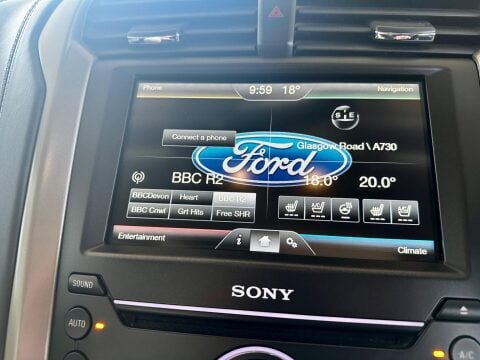 Phone
9:59 18°
Navigation
Connect a phone
Glasgow Road \ A730
Ford
BBC R2
18.0°
20.0°
BBCDevon
Heart
BBC R2
BBC Cnwl
Grt Hits
Free SHR
Entertainment
i
Climate
SONY
SOUND
AUTO
A/C